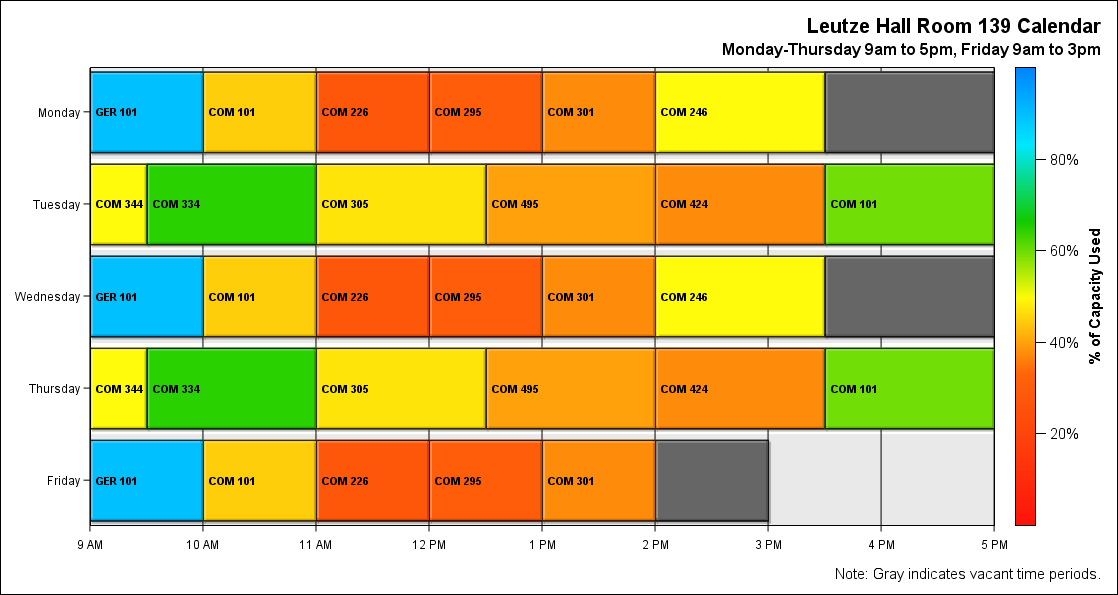 Leutze Hall Room 139 Calendar
Monday-Thursday 9am to 5pm, Friday 9am to 3pm
Monday GER 101 COM 101 COM 226 COM 295 COM 301 COM 246
Tuesday COM 344 COM 334 COM 305 COM 495 COM 424 COM 101
Wednesday GER 101 COM 101 COM 226 COM 295 COM 301 COM 246
Thursday COM 344 COM 334 COM 305 COM 495 COM 424 COM 101
Friday GER 101 COM 101 COM 226 COM 295 COM 301
9 AM 10 AM 11 AM 12 PM 1 PM 2 PM 3 PM 4 PM 5 PM
80%
60%
40%
20%
% of Capacity Used
Note: Gray indicates vacant time periods.